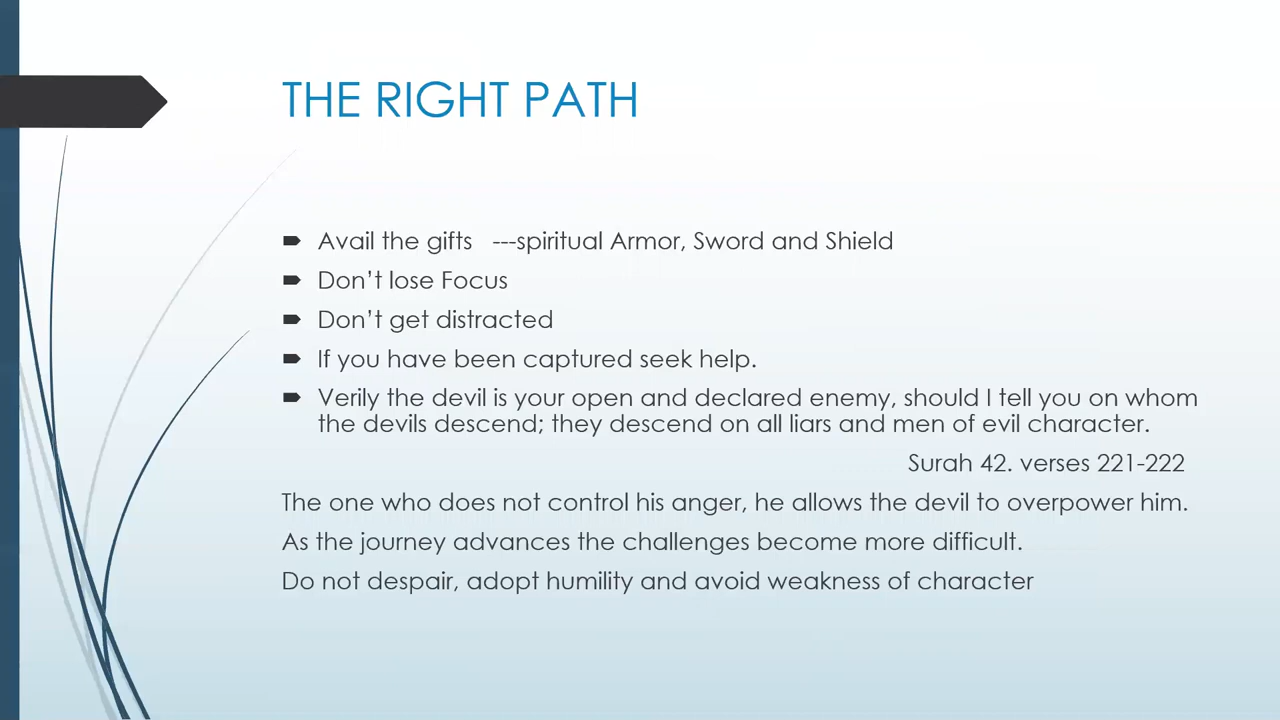 THE RIGHT PATH
Avail the gifts ---spiritual Armor, Sword and Shield
Don’t lose Focus
Don’t get distracted
If you have been captured seek help.
Verily the devil is your open and declared enemy, should I tell you on whom
the devils descend; they descend on all liars and men of evil character.
Surah 42. verses 221-222
The one who does not control his anger, he allows the devil to overpower him.
As the journey advances the challenges become more difficult.
Do not despair, adopt humility and avoid weakness of character